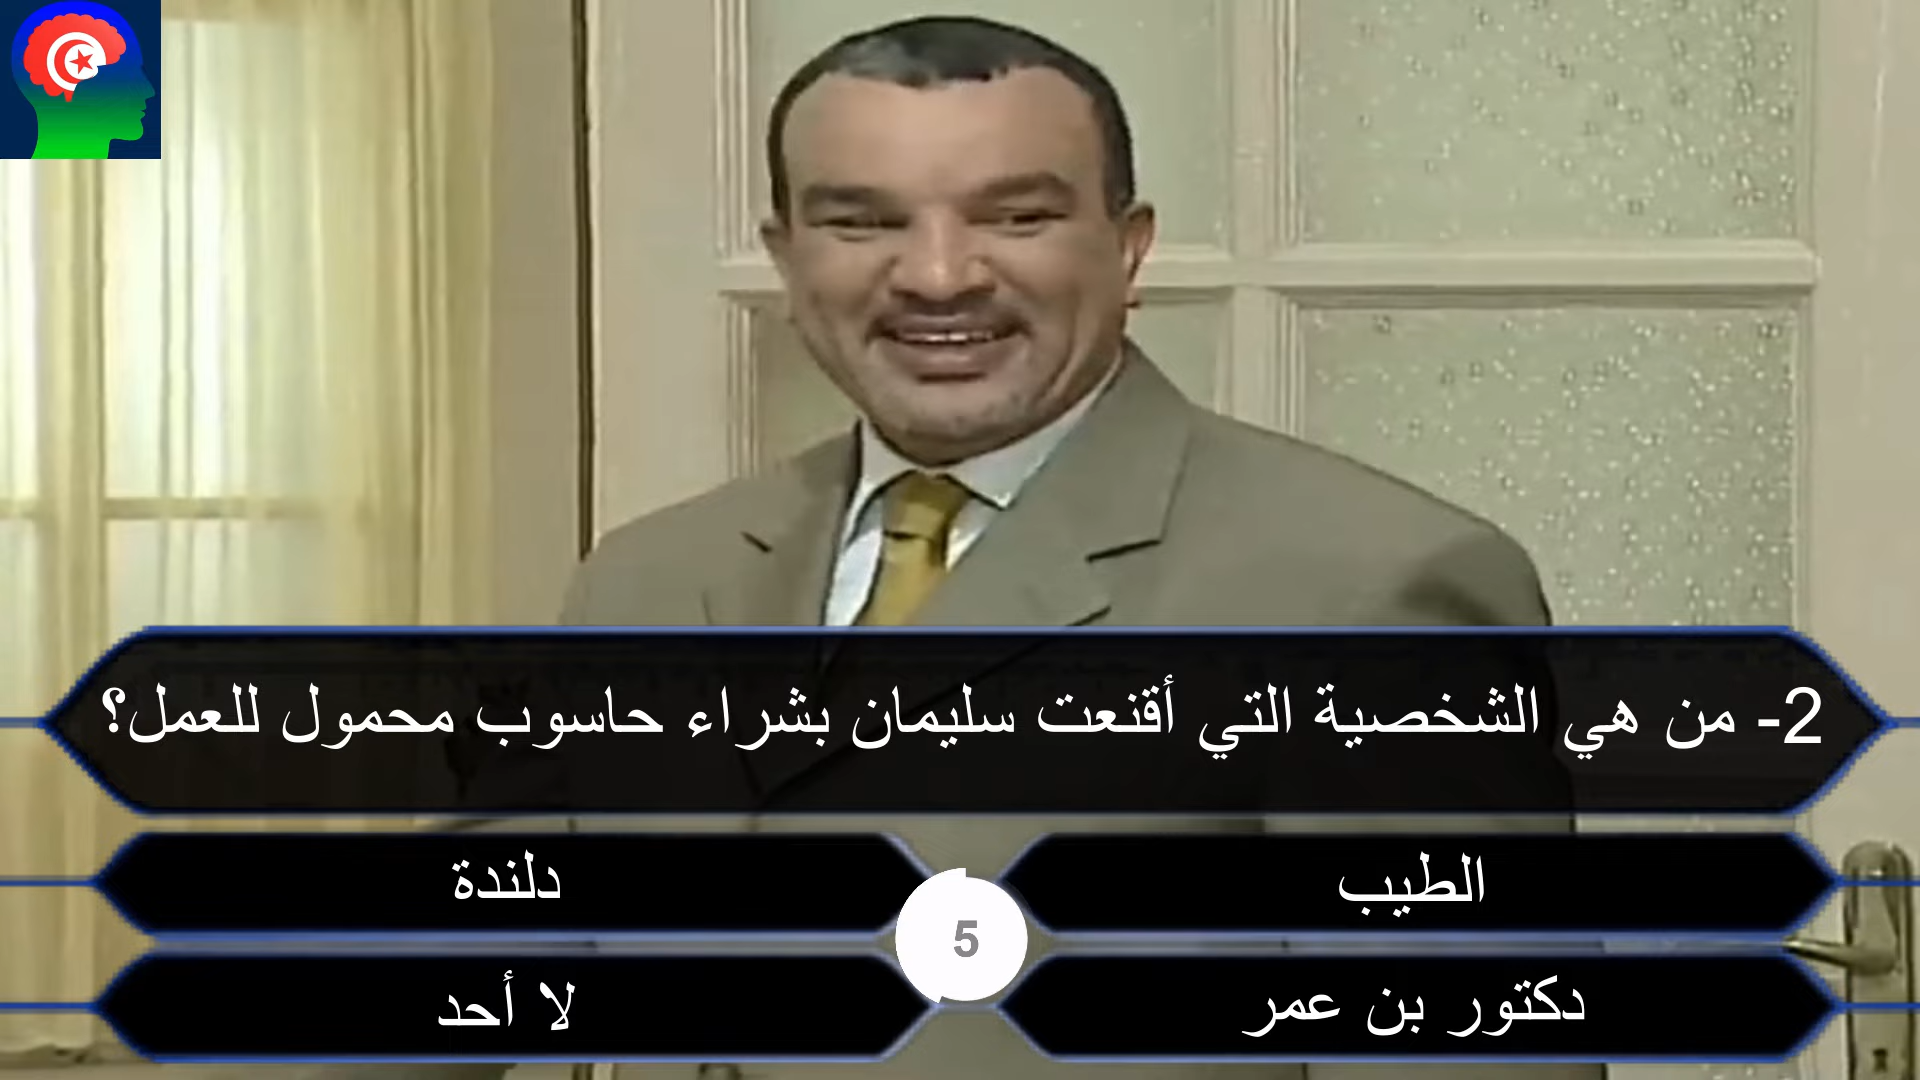 2- من هي الشخصية التي أقنعت سليمان بشراء حاسوب محمول للعمل؟
الطيب
دلندة
5
دكتور بن عمر
لا أحد